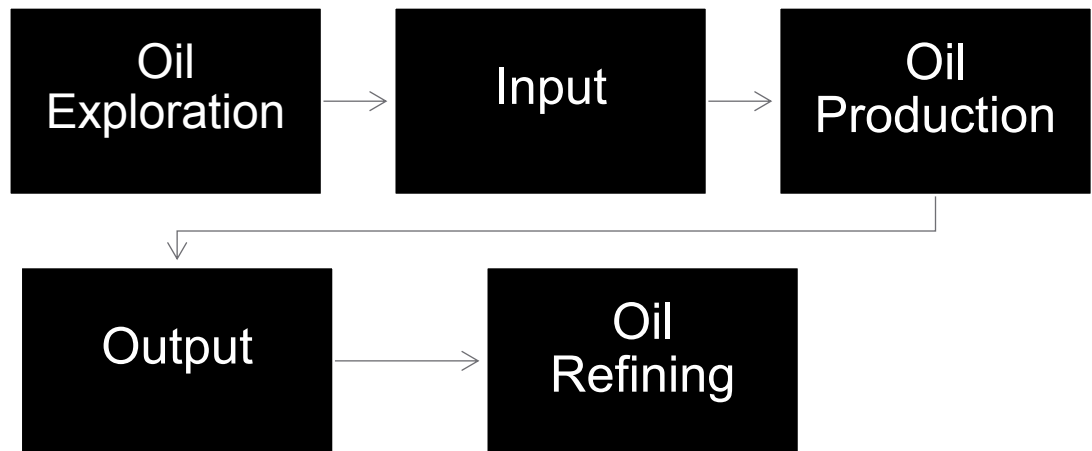 Oil
Exploration
Input
Oil
Production
Output
Oil
Refining